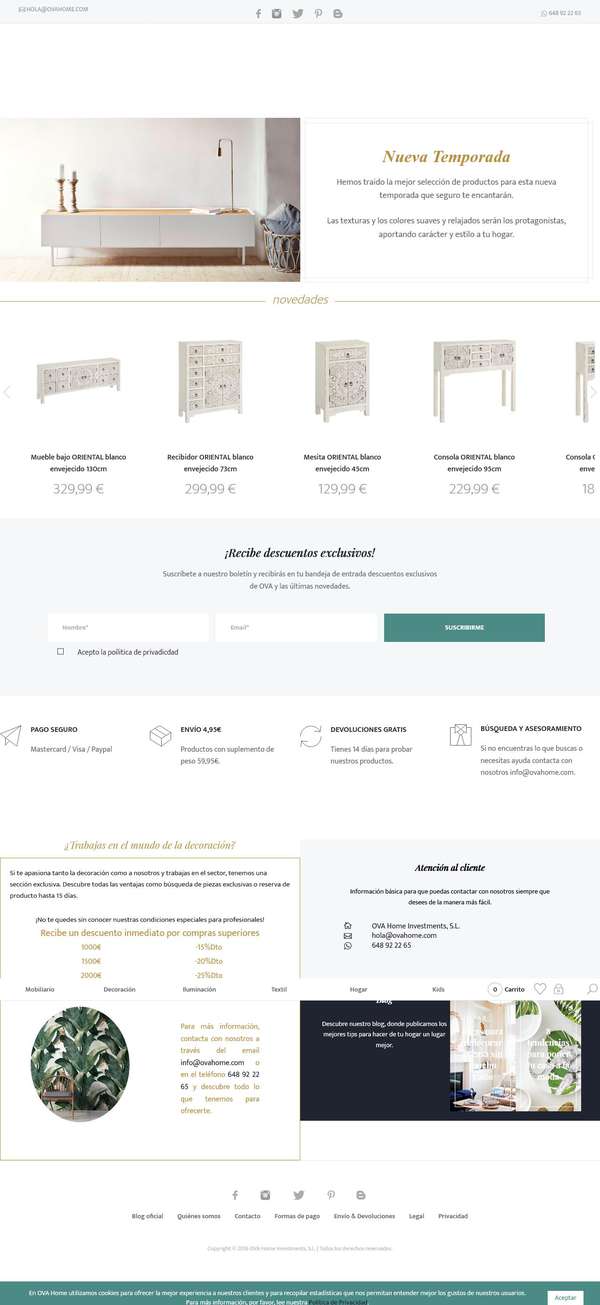 HOLA@OVAHOME.COM
648 92 22 65
Nueva Temporada
Hemos traido la mejor selección de productos para esta nueva
temporada que seguro te encantarán.
Las texturas y los colores suaves y relajados serán los protagonistas,
aportando carácter y estilo a tu hogar.
novedades
Mueble bajo ORIENTAL blanco
envejecido 130cm
329,99 €
Recibidor ORIENTAL blanco
envejecido 73cm
299,99 €
Mesita ORIENTAL blanco
envejecido 45cm
129,99 €
Consola ORIENTAL blanco
envejecido 95cm
229,99 €
Consola
enve
18
¡Recibe descuentos exclusivos!
Suscríbete a nuestro boletín y recibirás en tu bandeja de entrada descuentos exclusivos
de OVA y las últimas novedades.
Nombre*
Email*
SUSCRIBIRME
Acepto la poilitica de privadicdad
PAGO SEGURO
Mastercard / Visa / Paypal
ENVÍO 4,95€
Productos con suplemento de
peso 59,95€.
DEVOLUCIONES GRATIS
Tienes 14 días para probar
nuestros productos.
BÚSQUEDA Y ASESORAMIENTO
Si no encuentras lo que buscas o
necesitas ayuda contacta con
nosotros info@ovahome.com.
¿Trabajas en el mundo de la decoración?
Si te apasiona tanto la decoración como a nosotros y trabajas en el sector, tenemos una
sección exclusiva. Descubre todas las ventajas como búsqueda de piezas exclusivas o reserva de
producto hasta 15 días.
¡No te quedes sin conocer nuestras condiciones especiales para profesionales!
Recibe un descuento inmediato por compras superiores
1000€ -15%Dto
1500€ -20%Dto
2000€ -25%Dto
Atención al cliente
Información básica para que puedas contactar con nosotros siempre que
desees de la manera más fácil.
OVA Home Investments, S.L.
hola@ovahome.com
648 92 22 65
Mobiliario
Decoración
Iluminación
Textil
Hogar
Kids
0 Carrito
Para más información,
contacta con nosotros a
través del email
info@ovahome.com o
en el teléfono 648 92 22
65 y descubre todo lo
que tenemos para
ofrecerte.
Blog
Descubre nuestro blog, donde publicamos los
mejores tips para hacer de tu hogar un lugar
mejor.
tendencias
para poner
tu casa a la
moda
Blog oficial
Quiénes somos
Contacto
Formas de pago
Envío & Devoluciones
Legal
Privacidad
Copyright © 2018 OVA Home Investments, S.L. | Todos los derechos reservados.
En OVA Home utilizamos cookies para ofrecer la mejor experiencia a nuestros clientes y para recopilar estadísticas que nos permitan entender mejor los gustos de nuestros usuarios.
Para más información, por favor, lee nuestra Política de Privacidad
Aceptar